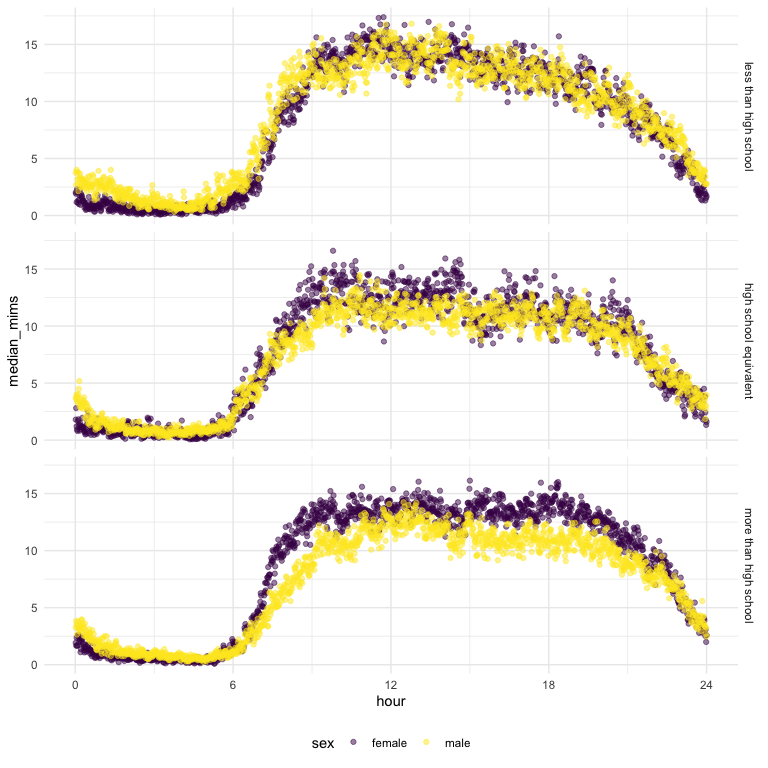 15
10
5
0
less than high school
median_mims
15
10
5
0
high school equivalent
15
10
5
0
more than high school
0 6 12 18 24
hour
sex female male